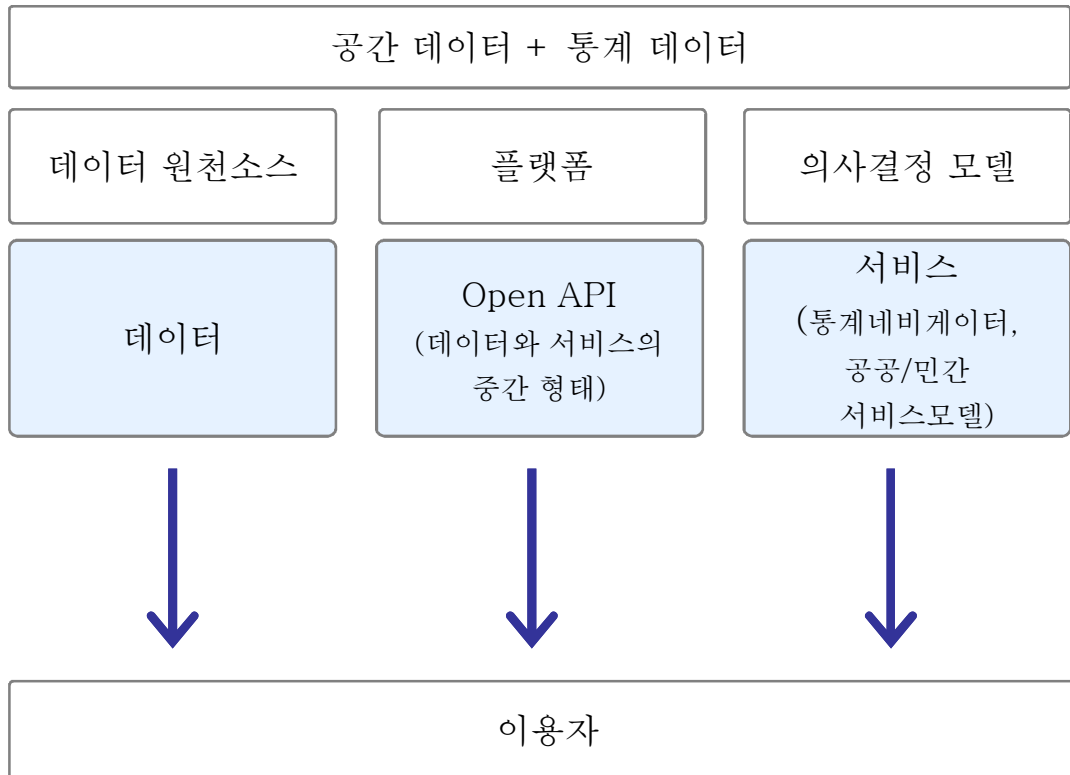 공간 데이터 + 통계 데이터
데이터 원천소스
플랫폼
의사결정 모델
데이터
Open API
(데이터와 서비스의
중간 형태)
서비스
(통계네비게이터,
공공/민간
서비스모델)
이용자